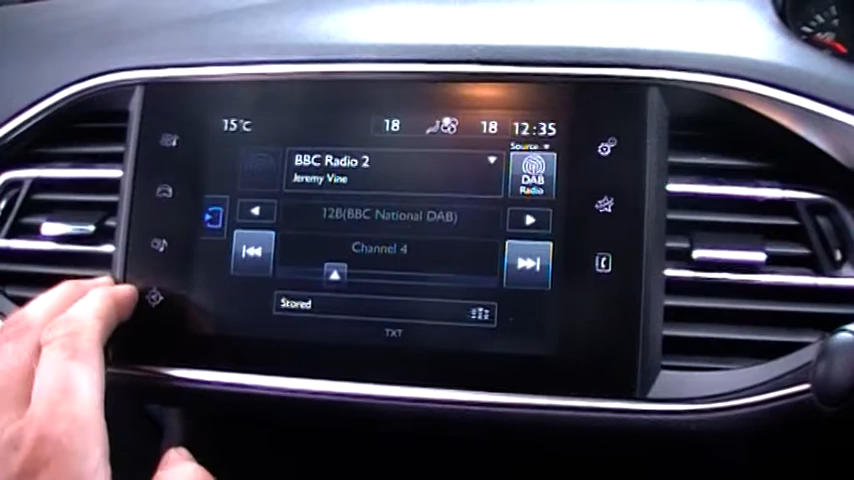 15°C 18 18 12:35
Source
BBC Radio 2
Jeremy Vine
DAB
Radio
12B(BBC National DAB)
Channel 4
Stored
TXT